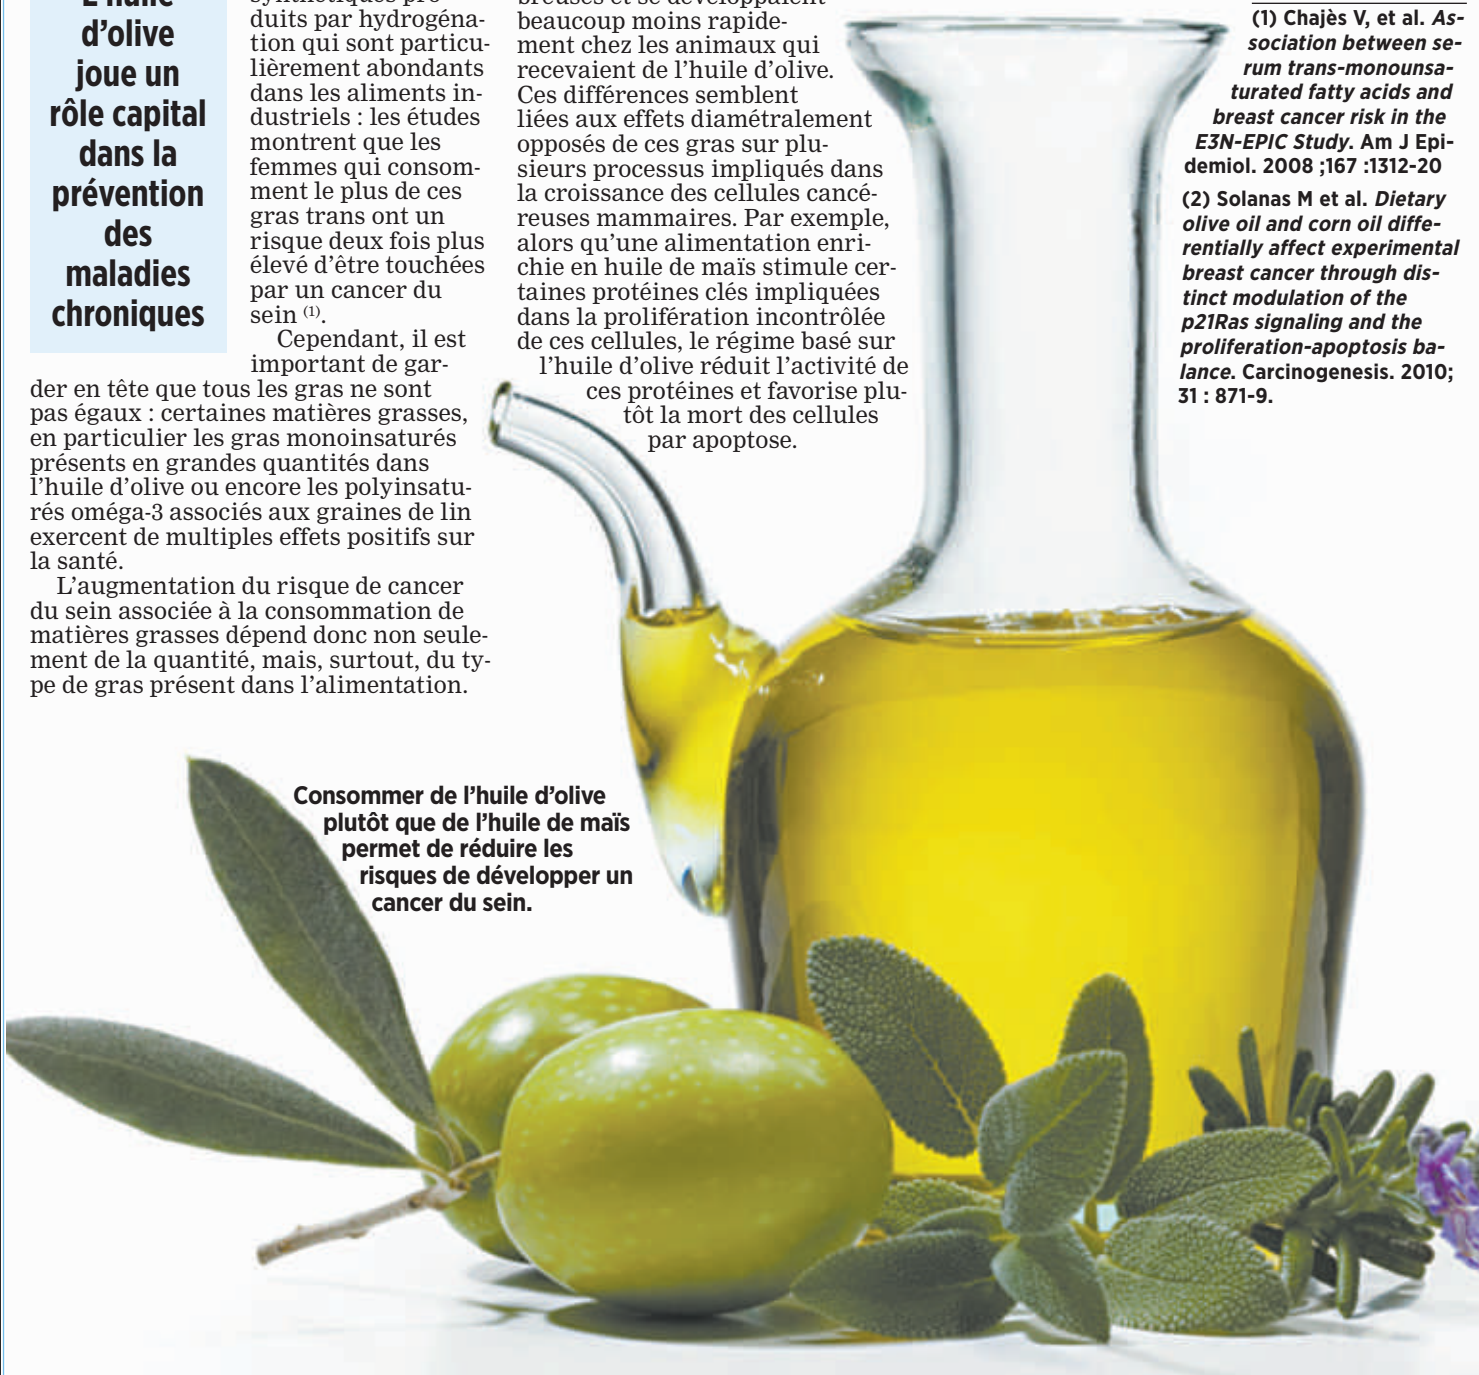 L'huile
d'olive
joue un
rôle capital
dans la
prévention
des
maladies
chroniques
synthétiques pro-
duits par hydrogéna-
tion qui sont particu-
lièrement abondants
dans les aliments in-
dustriels : les études
montrent que les
femmes qui consom-
ment le plus de ces
gras trans ont un
risque deux fois plus
élevé d'être touchées
par un cancer du
sein (1).
Cependant, il est
important de gar-
der en tête que tous les gras ne sont
pas égaux : certaines matières grasses,
en particulier les gras monoinsaturés
présents en grandes quantités dans
l'huile d'olive ou encore les polyinsatu-
rés oméga-3 associés aux graines de lin
exercent de multiples effets positifs sur
la santé.
L'augmentation du risque de cancer
du sein associée à la consommation de
matières grasses dépend donc non seule-
ment de la quantité, mais, surtout, du ty-
pe de gras présent dans l'alimentation.
breuses et se développaient
beaucoup moins rapide-
ment chez les animaux qui
recevaient de l'huile d'olive.
Ces différences semblent
liées aux effets diamétralement
opposés de ces gras sur plu-
sieurs processus impliqués dans
la croissance des cellules cancé-
reuses mammaires. Par exemple,
alors qu'une alimentation enri-
chie en huile de maïs stimule cer-
taines protéines clés impliquées
dans la prolifération incontrôlée
de ces cellules, le régime basé sur
l'huile d'olive réduit l'activité de
ces protéines et favorise plu-
tôt la mort des cellules
par apoptose.
(1) Chajès V, et al. As-
sociation between se-
rum trans-monounsa-
turated fatty acids and
breast cancer risk in the
E3N-EPIC Study. Am J Epi-
demiol. 2008 ;167 :1312-20
(2) Solanas M et al. Dietary
olive oil and corn oil diffe-
rentially affect experimental
breast cancer through dis-
tinct modulation of the
p21Ras signaling and the
proliferation-apoptosis ba-
lance. Carcinogenesis. 2010;
31 : 871-9.
Consommer de l'huile d'olive
plutôt que de l'huile de maïs
permet de réduire les
risques de développer un
cancer du sein.